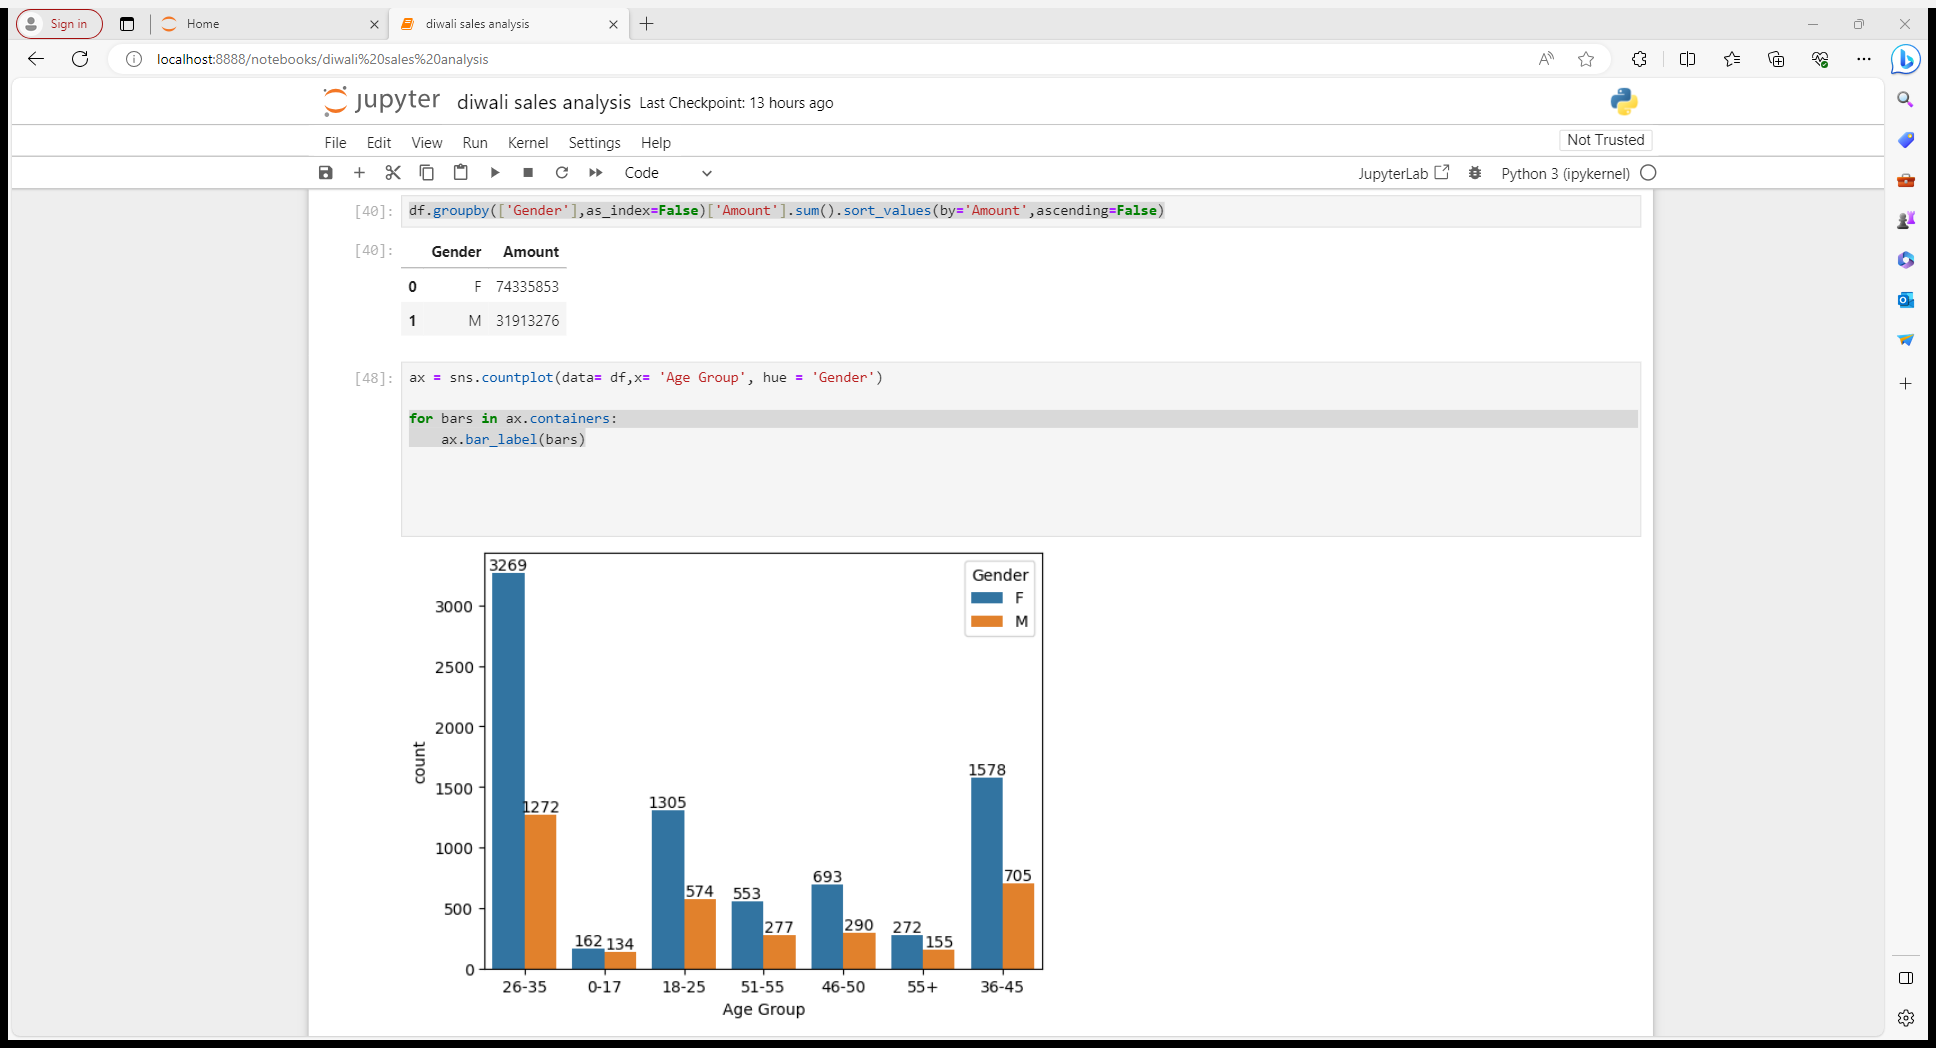 Sign in
Home
diwali sales analysis
localhost:8888/notebooks/diwali%20sales%20analysis
jupyter diwali sales analysis Last Checkpoint: 13 hours ago
File Edit View Run Kernel Settings Help
Not Trusted
Code
JupyterLab
Python 3 (ipykernel)
[40]: df.groupby(['Gender'],as_index=False)['Amount'].sum().sort_values(by='Amount',ascending=False)
[40]: Gender Amount
0 F 74335853
1 M 31913276
[48]: ax = sns.countplot(data= df,x= 'Age Group', hue = 'Gender')
for bars in ax.containers:
    ax.bar_label(bars)
3269
Gender
F
M
3000
2500
2000
1500
1000
500
0
count
1272
162
134
1305
574
553
277
693
290
272
155
1578
705
26-35 0-17 18-25 51-55 46-50 55+ 36-45
Age Group